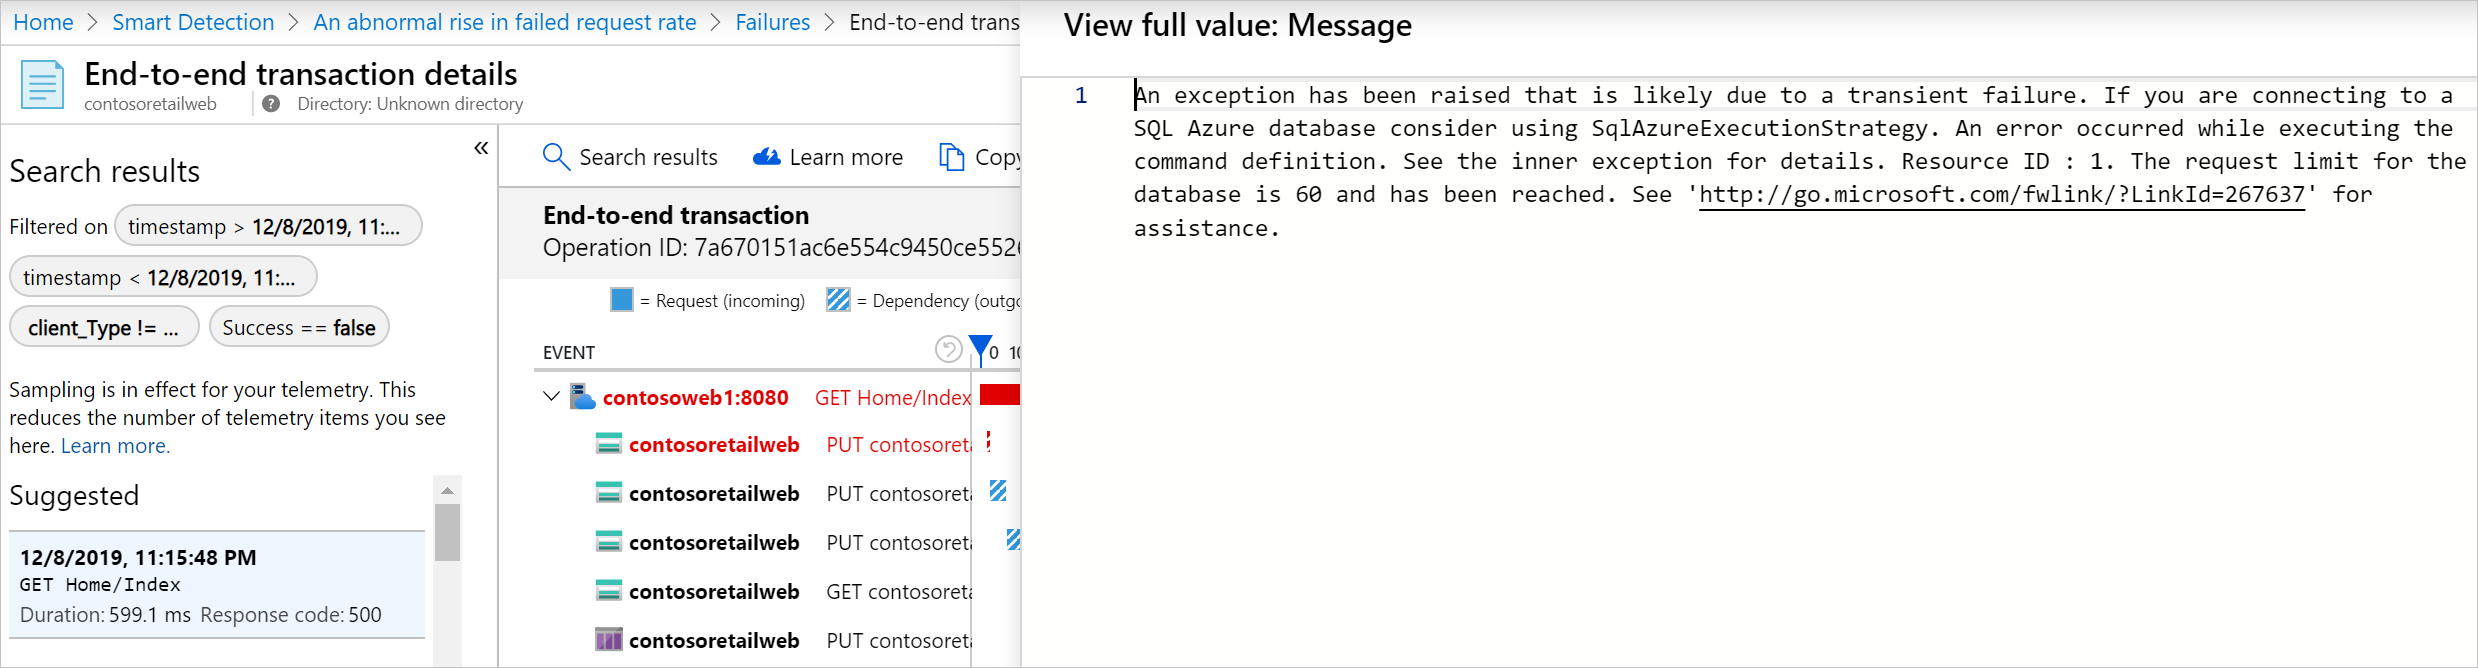 Home > Smart Detection > An abnormal rise in failed request rate > Failures > End-to-end trans
End-to-end transaction details
contosoretailweb
? Directory: Unknown directory
«
Search results
Filtered on timestamp > 12/8/2019, 11:...
timestamp < 12/8/2019, 11:...
client_Type != ... Success == false
Sampling is in effect for your telemetry. This
reduces the number of telemetry items you see
here. Learn more.
Suggested
12/8/2019, 11:15:48 PM
GET Home/Index
Duration: 599.1 ms Response code: 500
Search results Learn more Copy
End-to-end transaction
Operation ID: 7a670151ac6e554c9450ce5526
= Request (incoming) = Dependency (outgo
EVENT 0 10
contosoweb1:8080 GET Home/Index
contosoretailweb PUT contosoreta
contosoretailweb PUT contosoreta
contosoretailweb PUT contosoreta
contosoretailweb GET contosoreta
contosoretailweb PUT contosoreta
View full value: Message
1 An exception has been raised that is likely due to a transient failure. If you are connecting to a
SQL Azure database consider using SqlAzureExecutionStrategy. An error occurred while executing the
command definition. See the inner exception for details. Resource ID : 1. The request limit for the
database is 60 and has been reached. See 'http://go.microsoft.com/fwlink/?LinkId=267637' for
assistance.